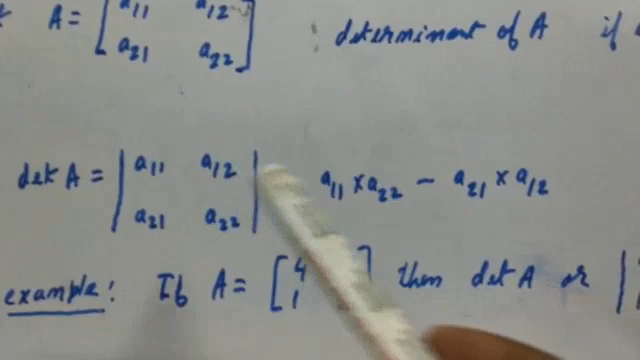 A = [ a11 a12
a21 a22 ] determinant of A if
det A = | a11 a12 | a11 × a22 − a21 × a12
a21 a22
example: If A = [ 4 ] then det A or |
1